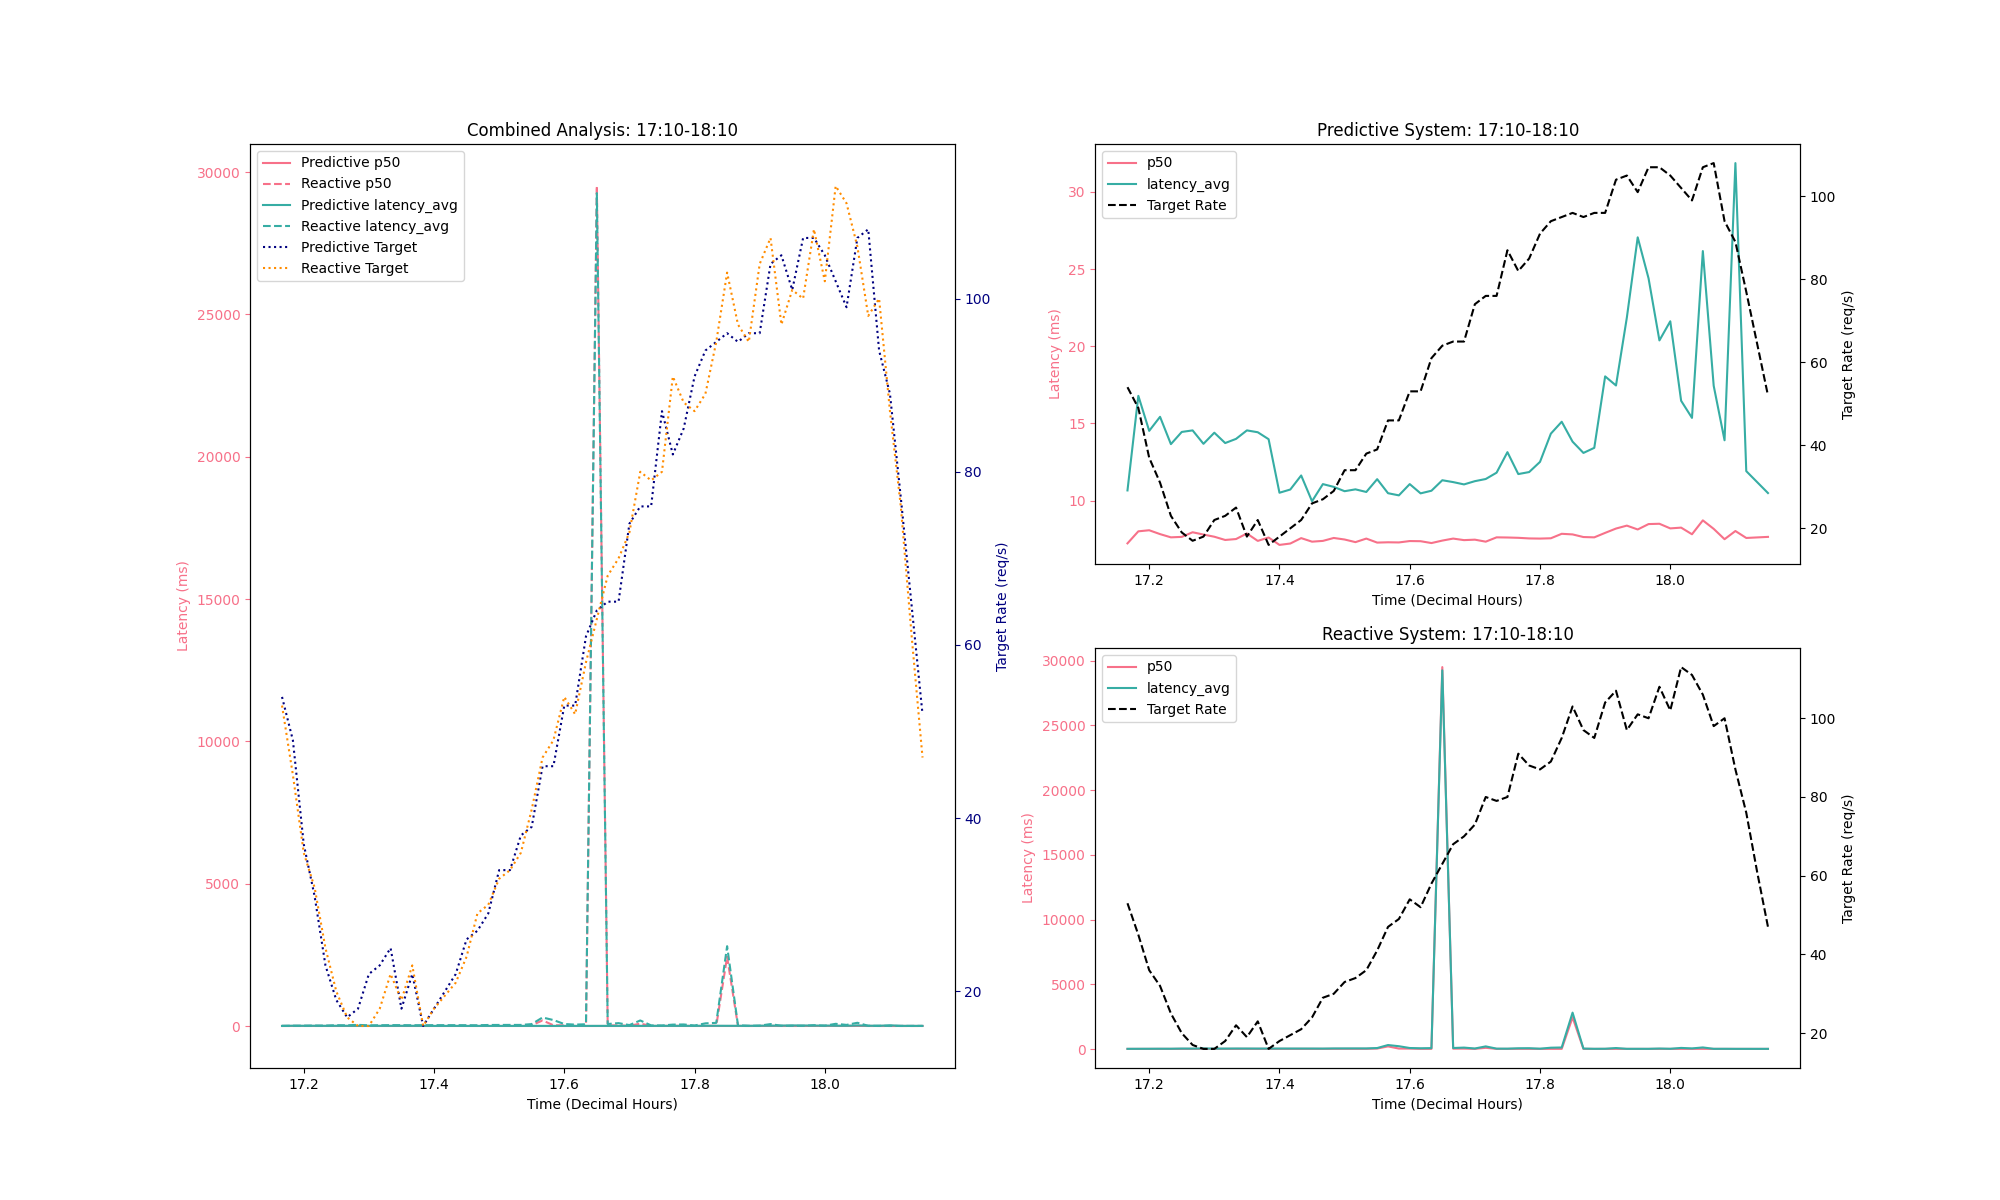 Combined Analysis: 17:10-18:10
Predictive p50
Reactive p50
Predictive latency_avg
Reactive latency_avg
Predictive Target
Reactive Target
30000
25000
20000
15000
10000
5000
0
Latency (ms)
100
80
60
40
20
Target Rate (req/s)
17.2 17.4 17.6 17.8 18.0
Time (Decimal Hours)
Predictive System: 17:10-18:10
p50
latency_avg
Target Rate
30
25
20
15
10
Latency (ms)
100
80
60
40
20
Target Rate (req/s)
17.2 17.4 17.6 17.8 18.0
Time (Decimal Hours)
Reactive System: 17:10-18:10
p50
latency_avg
Target Rate
30000
25000
20000
15000
10000
5000
0
Latency (ms)
100
80
60
40
20
Target Rate (req/s)
17.2 17.4 17.6 17.8 18.0
Time (Decimal Hours)